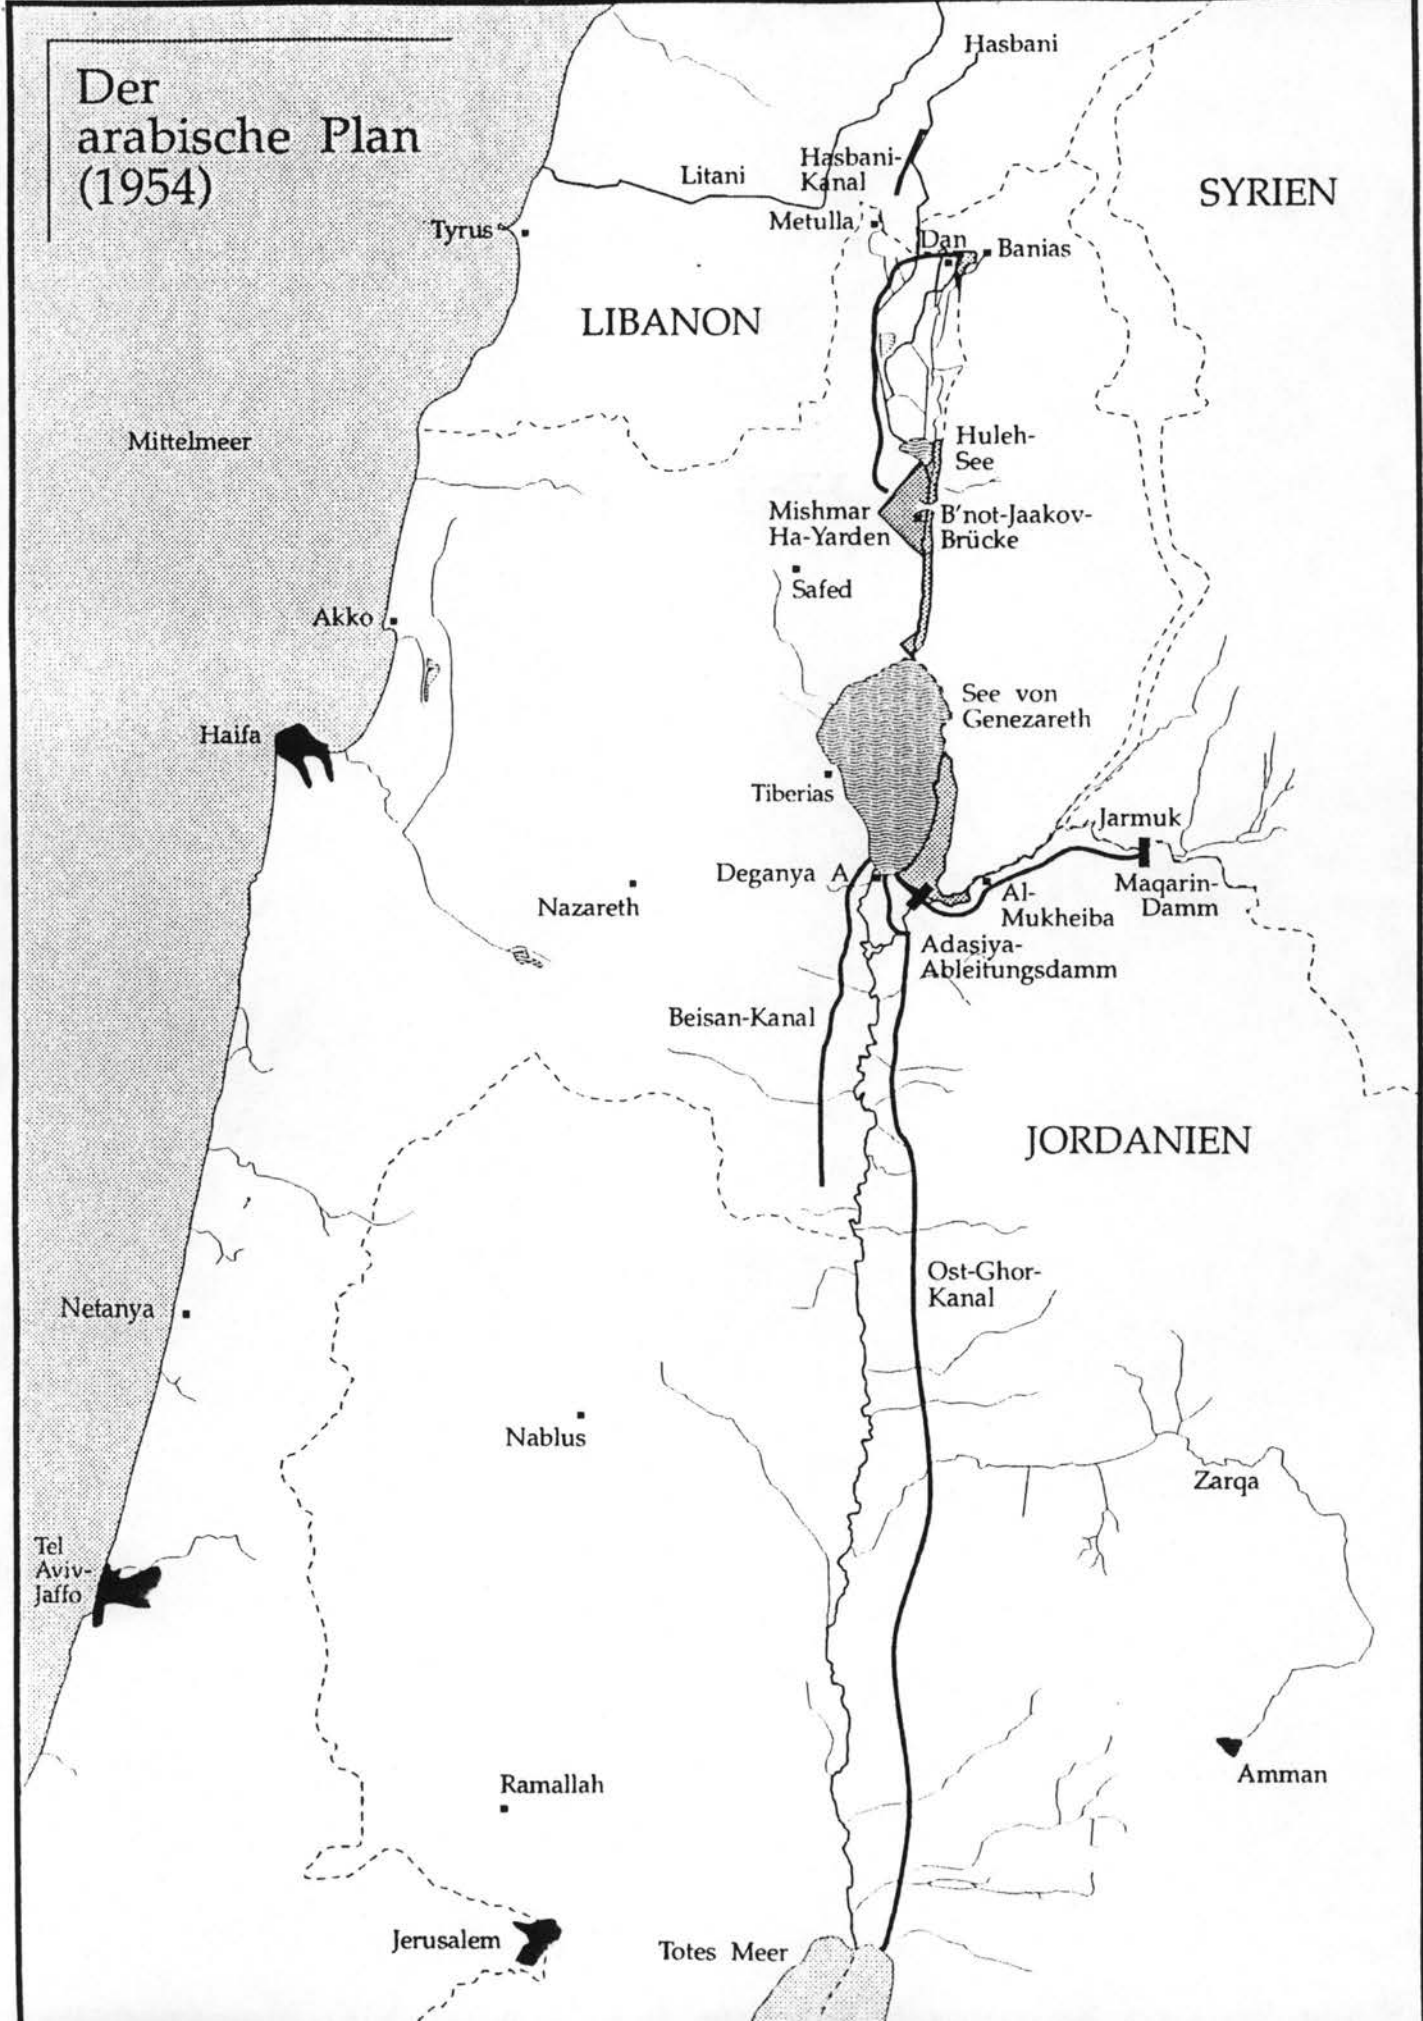 Der
arabische Plan
(1954)
Hasbani
Hasbani-
Kanal
Litani
SYRIEN
Metulla
Tyrus
Dan
Banias
LIBANON
Mittelmeer
Huleh-
See
Mishmar
Ha-Yarden
B'not-Jaakov-
Brücke
Safed
Akko
See von
Genezareth
Haifa
Tiberias
Jarmuk
Deganya A
Maqarin-
Damm
Al-
Mukheiba
Nazareth
Adasiya-
Ableitungsdamm
Beisan-Kanal
JORDANIEN
Ost-Ghor-
Kanal
Netanya
Nablus
Zarqa
Tel
Aviv-
Jaffo
Amman
Ramallah
Jerusalem
Totes Meer